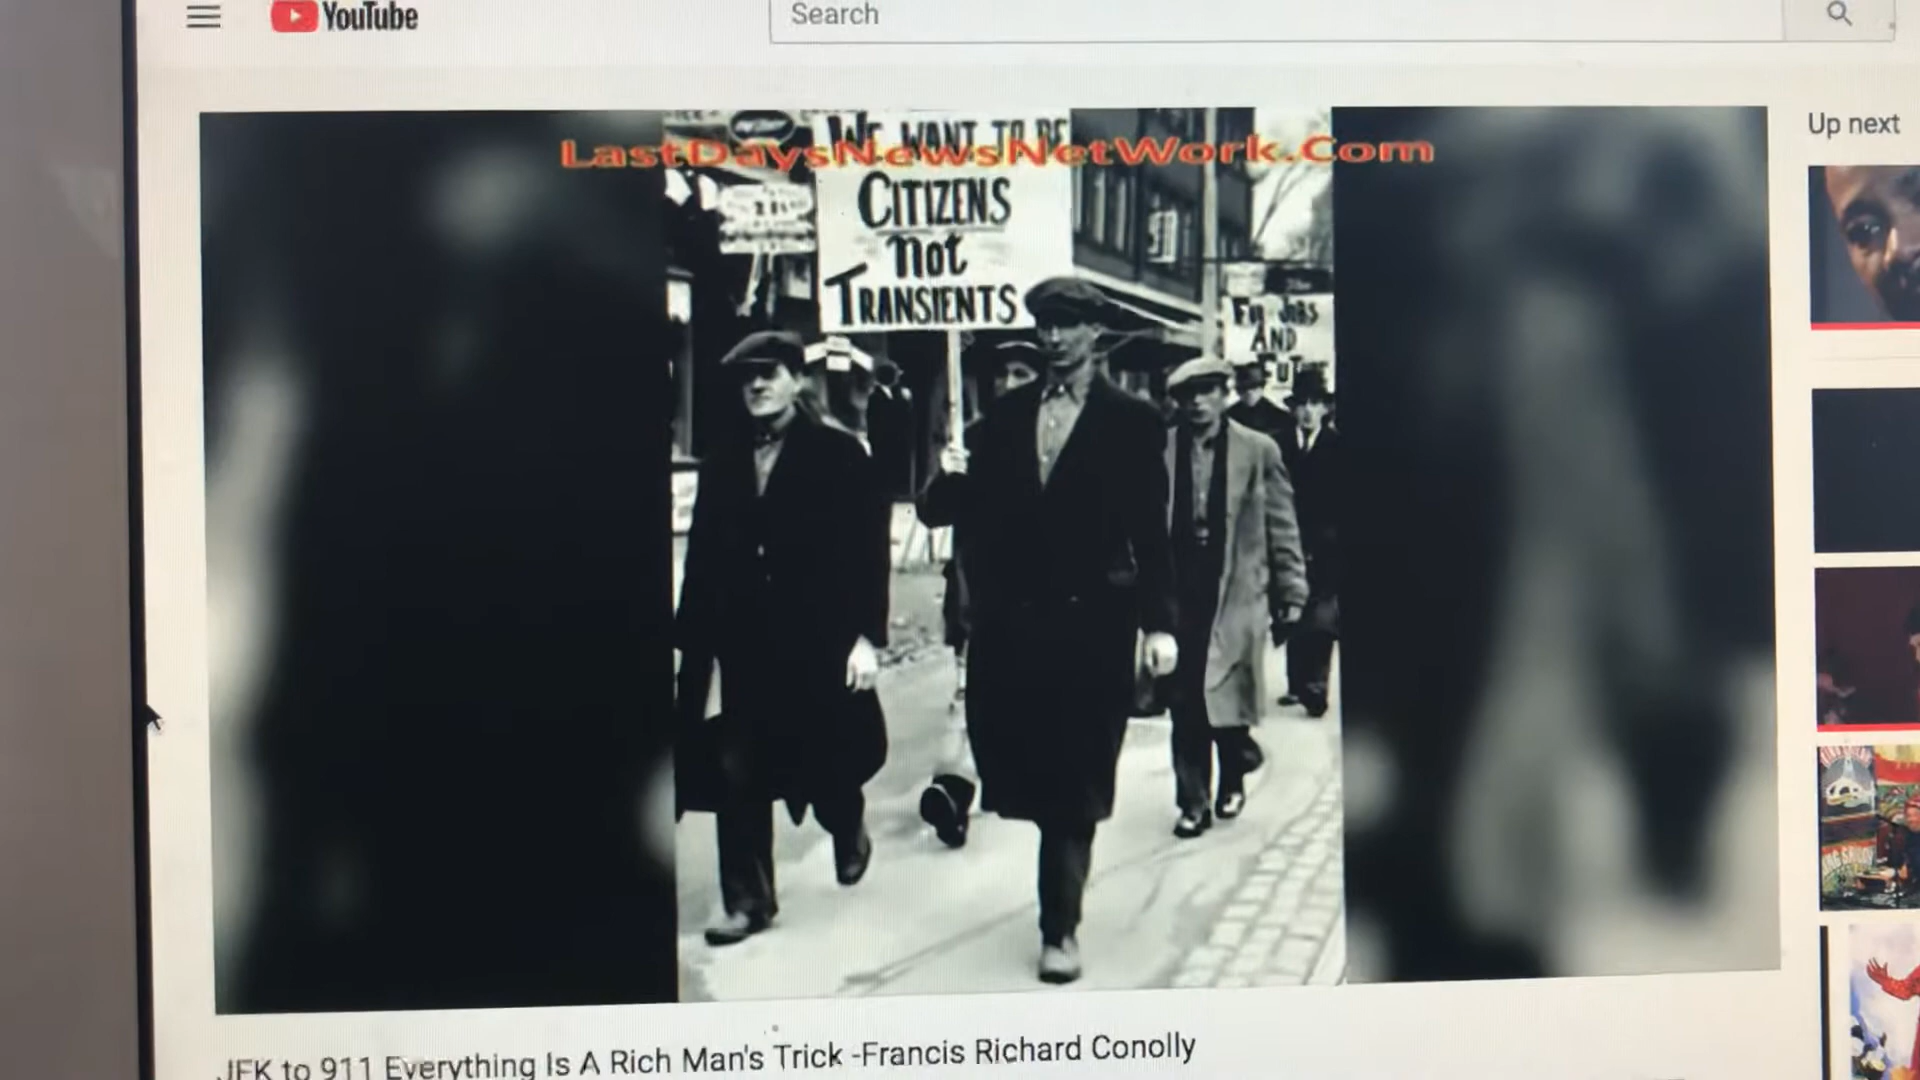 YouTube
Search
Up next
WE WANT TO BE
LastDaysNewsNetWork.Com
CITIZENS
not
TRANSIENTS
AND
JFK to 911 Everything Is A Rich Man's Trick -Francis Richard Conolly